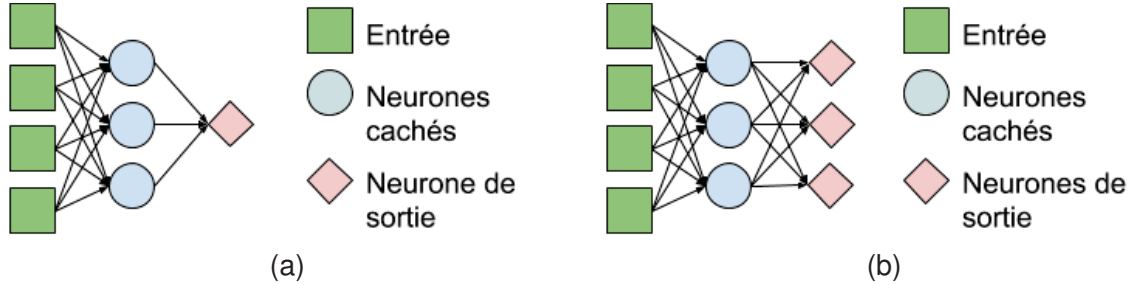 Entrée
Neurones
cachés
Neurone de
sortie
(a)
Entrée
Neurones
cachés
Neurones de
sortie
(b)